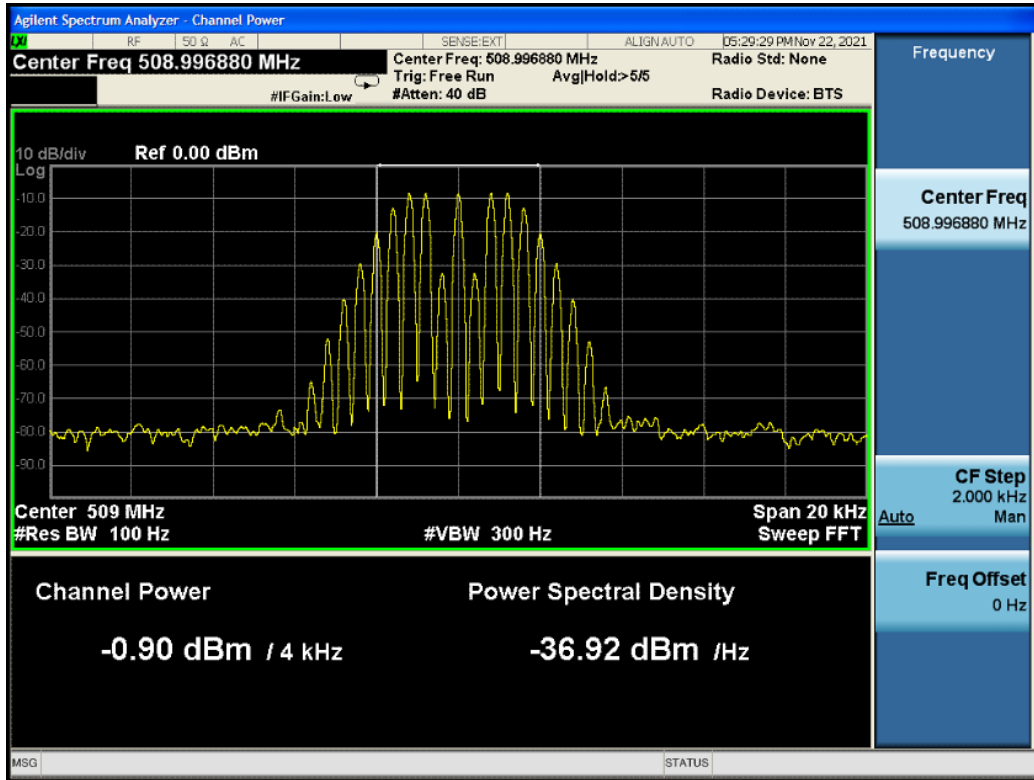 Agilent Spectrum Analyzer - Channel Power
LXI RF 50 Ω AC SENSE:EXT ALIGN AUTO 05:29:29 PM Nov 22, 2021
Center Freq 508.996880 MHz
Center Freq: 508.996880 MHz Radio Std: None
Trig: Free Run Avg|Hold:>5/5
#IFGain:Low #Atten: 40 dB Radio Device: BTS
Frequency
10 dB/div Ref 0.00 dBm
Log
-10.0
-20.0
-30.0
-40.0
-50.0
-60.0
-70.0
-80.0
-90.0
Center 509 MHz Span 20 kHz
#Res BW 100 Hz #VBW 300 Hz Sweep FFT
Center Freq
508.996880 MHz
CF Step
2.000 kHz
Auto Man
Freq Offset
0 Hz
Channel Power Power Spectral Density
-0.90 dBm / 4 kHz -36.92 dBm /Hz
MSG STATUS